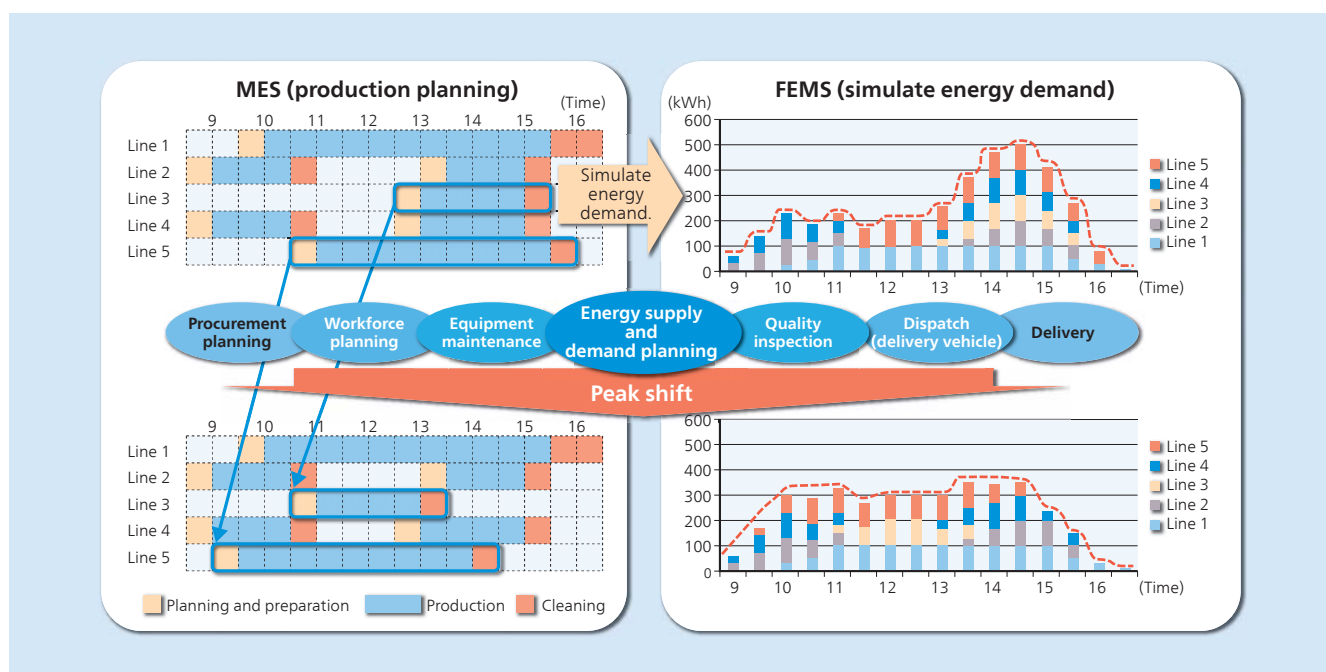 MES (production planning)
(Time)
9 10 11 12 13 14 15 16
Line 1
Line 2
Line 3
Line 4
Line 5
Simulate
energy
demand.
FEMS (simulate energy demand)
(kWh)
600
500
400
300
200
100
0
9 10 11 12 13 14 15 16 (Time)
Line 5
Line 4
Line 3
Line 2
Line 1
Procurement
planning
Workforce
planning
Equipment
maintenance
Energy supply
and
demand planning
Quality
inspection
Dispatch
(delivery vehicle)
Delivery
Peak shift
9 10 11 12 13 14 15 16
Line 1
Line 2
Line 3
Line 4
Line 5
Planning and preparation Production Cleaning
600
500
400
300
200
100
0
9 10 11 12 13 14 15 16 (Time)
Line 5
Line 4
Line 3
Line 2
Line 1